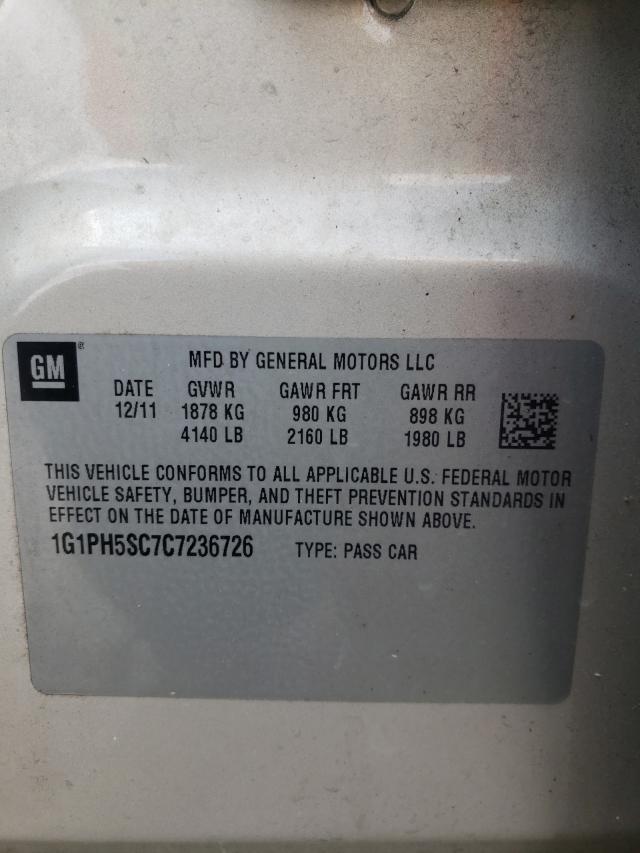 GM®
MFD BY GENERAL MOTORS LLC
DATE GVWR GAWR FRT GAWR RR
12/11 1878 KG 980 KG 898 KG
4140 LB 2160 LB 1980 LB
THIS VEHICLE CONFORMS TO ALL APPLICABLE U.S. FEDERAL MOTOR
VEHICLE SAFETY, BUMPER, AND THEFT PREVENTION STANDARDS IN
EFFECT ON THE DATE OF MANUFACTURE SHOWN ABOVE.
1G1PH5SC7C7236726 TYPE: PASS CAR